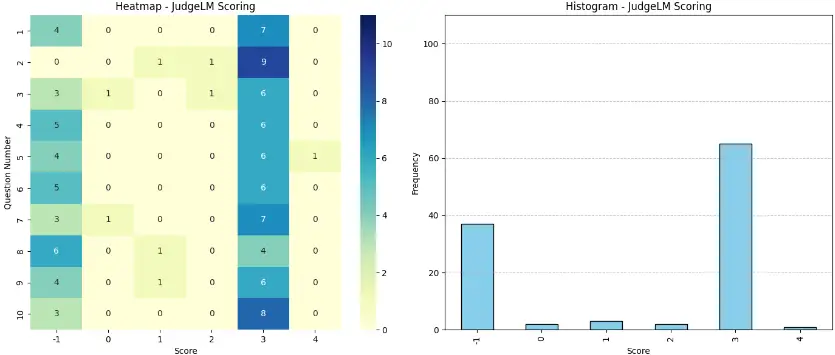 Heatmap - JudgeLM Scoring
1 4 0 0 0 7 0
2 0 0 1 1 9 0
3 3 1 0 1 6 0
4 5 0 0 0 6 0
5 4 0 0 0 6 1
6 5 0 0 0 6 0
7 3 1 0 0 7 0
8 6 0 1 0 4 0
9 4 0 1 0 6 0
10 3 0 0 0 8 0
-1 0 1 2 3 4
Question Number
Score
10
8
6
4
2
0
Histogram - JudgeLM Scoring
100
80
60
40
20
0
Frequency
-1 0 1 2 3 4
Score